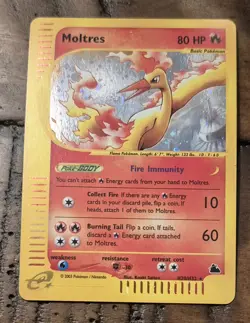 Moltres 80 HP
Basic Pokémon
Flame Pokémon. Length: 6' 7", Weight: 132 lbs.
POKé-BODY Fire Immunity
You can't attach Energy cards from your hand to Moltres.
Collect Fire If there are any Energy cards in your discard pile, flip a coin. If heads, attach 1 of them to Moltres. 10
Burning Tail Flip a coin. If tails, discard a Energy card attached to Moltres. 60
weakness resistance retreat cost
-30
Illus.